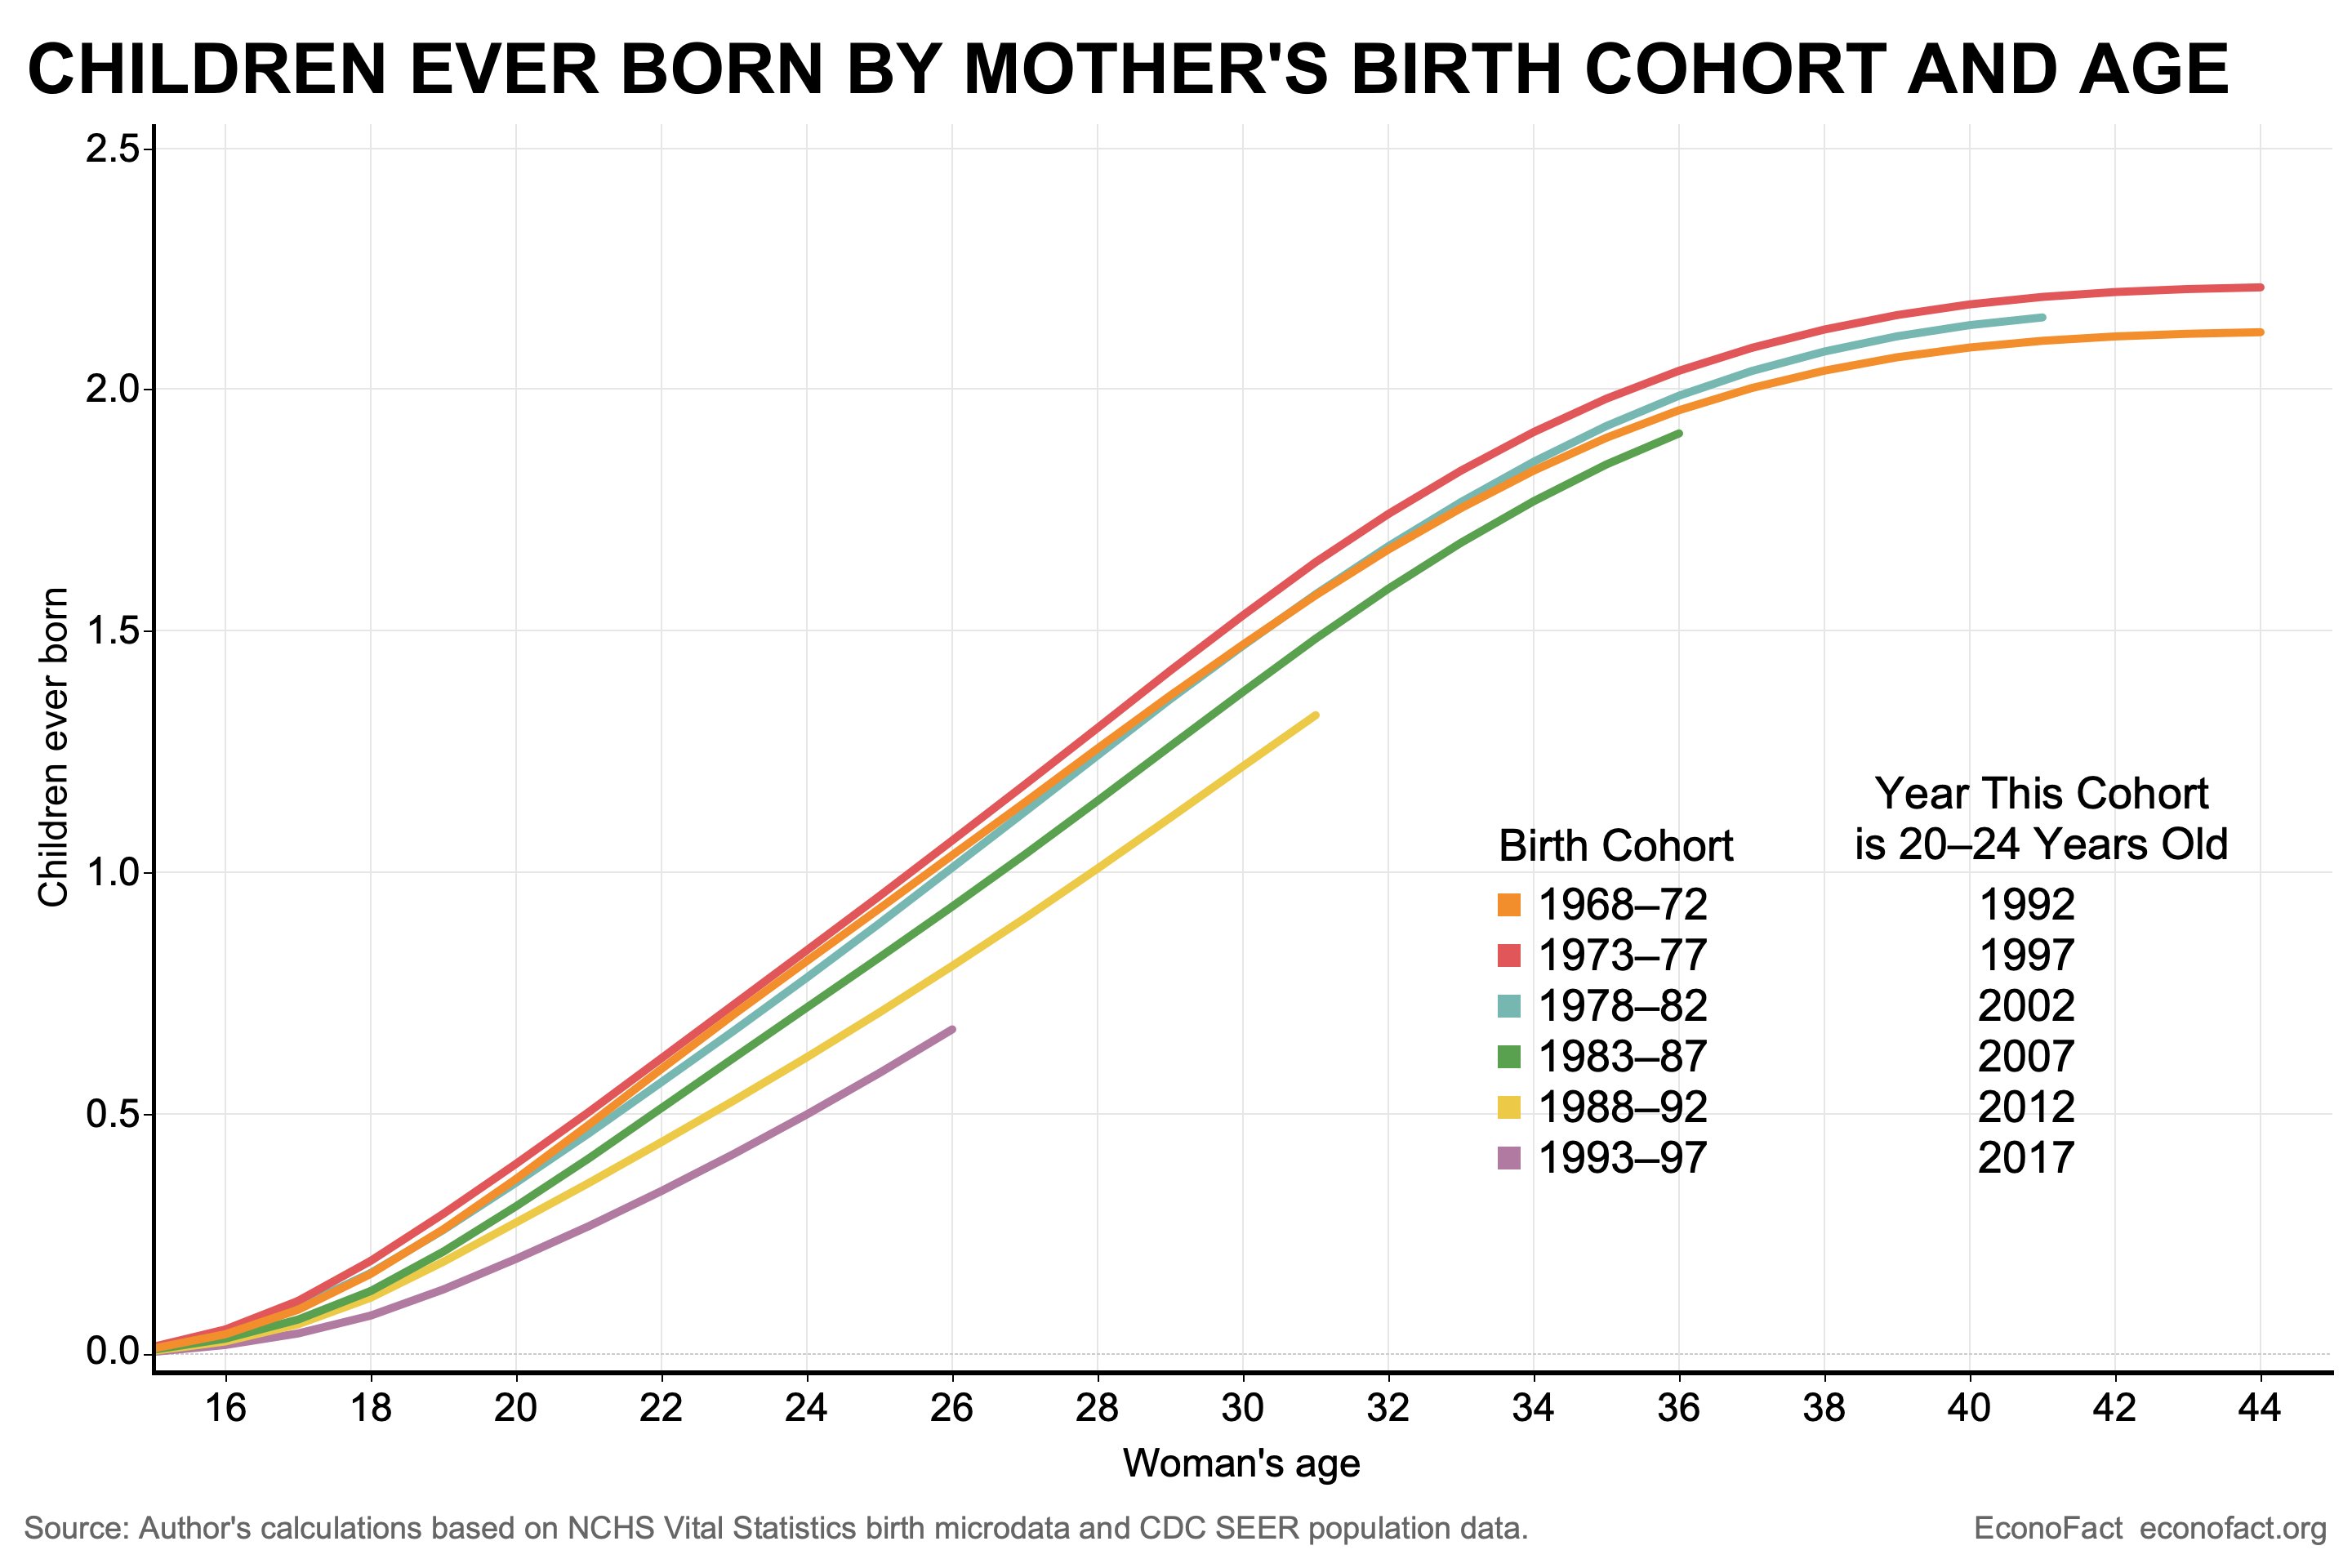 CHILDREN EVER BORN BY MOTHER'S BIRTH COHORT AND AGE
2.5
2.0
1.5
1.0
0.5
0.0
Children ever born
Year This Cohort
Birth Cohort is 20–24 Years Old
1968–72 1992
1973–77 1997
1978–82 2002
1983–87 2007
1988–92 2012
1993–97 2017
16 18 20 22 24 26 28 30 32 34 36 38 40 42 44
Woman's age
Source: Author's calculations based on NCHS Vital Statistics birth microdata and CDC SEER population data. EconoFact econofact.org